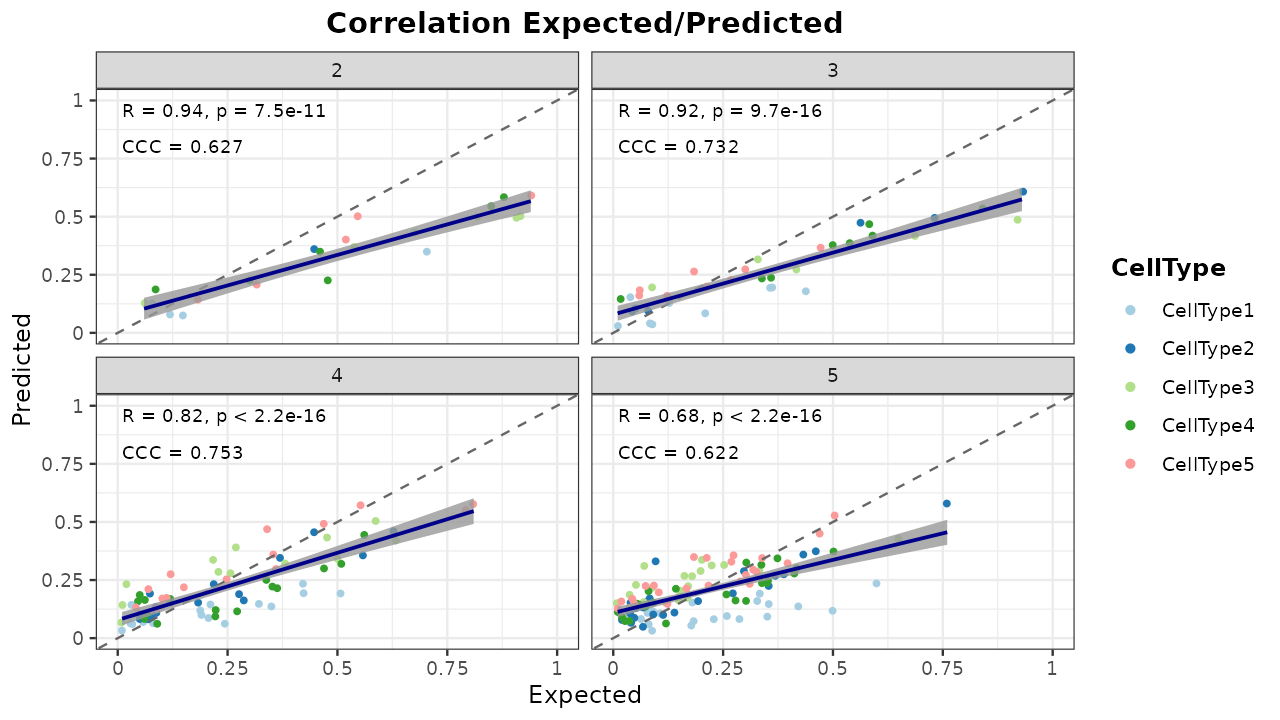 Correlation Expected/Predicted
2
R = 0.94, p = 7.5e-11
CCC = 0.627
3
R = 0.92, p = 9.7e-16
CCC = 0.732
1
0.75
0.5
0.25
0
4
R = 0.82, p < 2.2e-16
CCC = 0.753
5
R = 0.68, p < 2.2e-16
CCC = 0.622
1
0.75
0.5
0.25
0
0 0.25 0.5 0.75 1
0 0.25 0.5 0.75 1
Expected
Predicted
CellType
CellType1
CellType2
CellType3
CellType4
CellType5